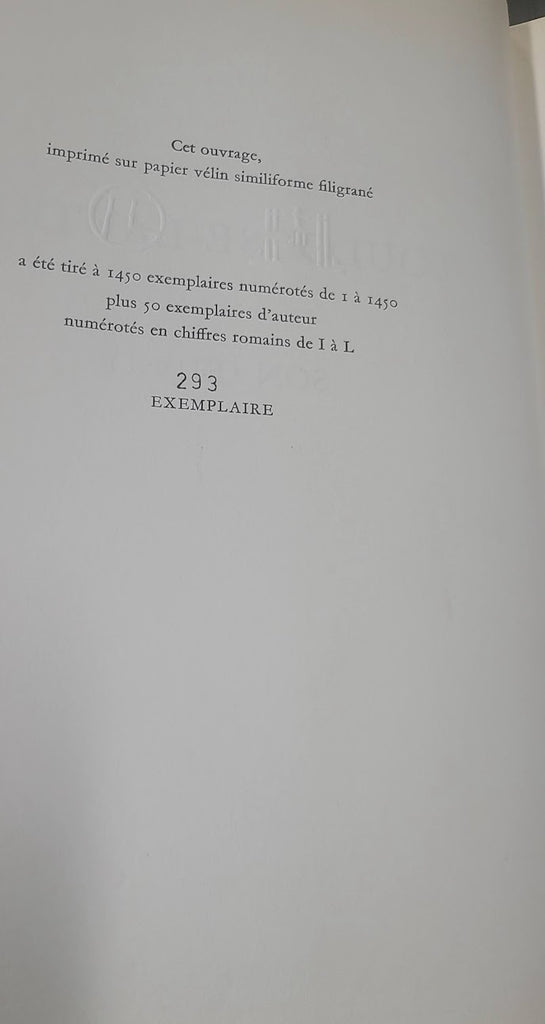 Cet ouvrage,
imprimé sur papier vélin similiforme filigrané
a été tiré à 1450 exemplaires numérotés de 1 à 1450
plus 50 exemplaires d'auteur
numérotés en chiffres romains de I à L
293
EXEMPLAIRE